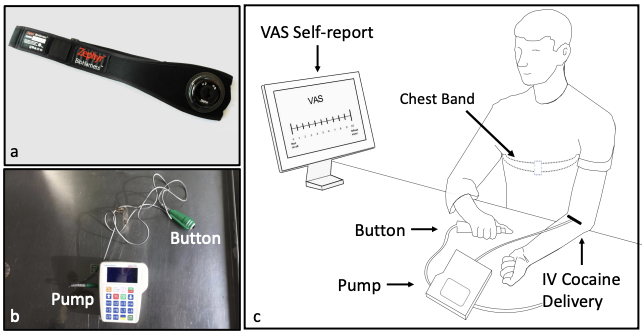 Zephyr
BioHarness
a
Button
Pump
b
VAS Self-report
VAS
Chest Band
Button
Pump
IV Cocaine
Delivery
c